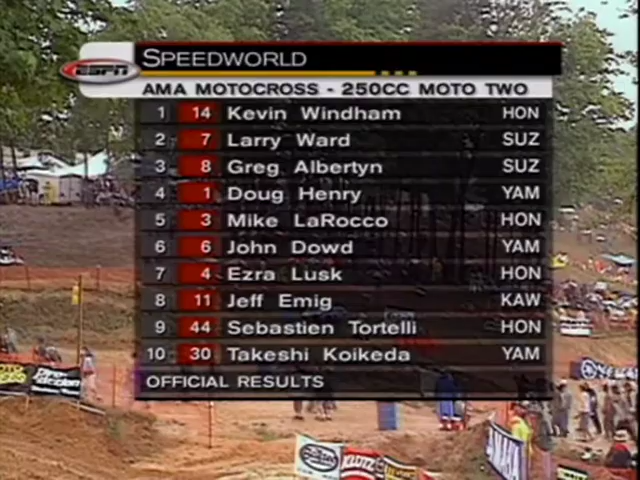 ESPN SPEEDWORLD
AMA MOTOCROSS - 250CC MOTO TWO
1 14 Kevin Windham HON
2 7 Larry Ward SUZ
3 8 Greg Albertyn SUZ
4 1 Doug Henry YAM
5 3 Mike LaRocco HON
6 6 John Dowd YAM
7 4 Ezra Lusk HON
8 11 Jeff Emig KAW
9 44 Sebastien Tortelli HON
10 30 Takeshi Koikeda YAM
OFFICIAL RESULTS
YAMAHA
KLOTZ